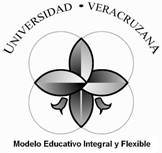 UNIVERSIDAD • VERACRUZANA
Modelo Educativo Integral y Flexible